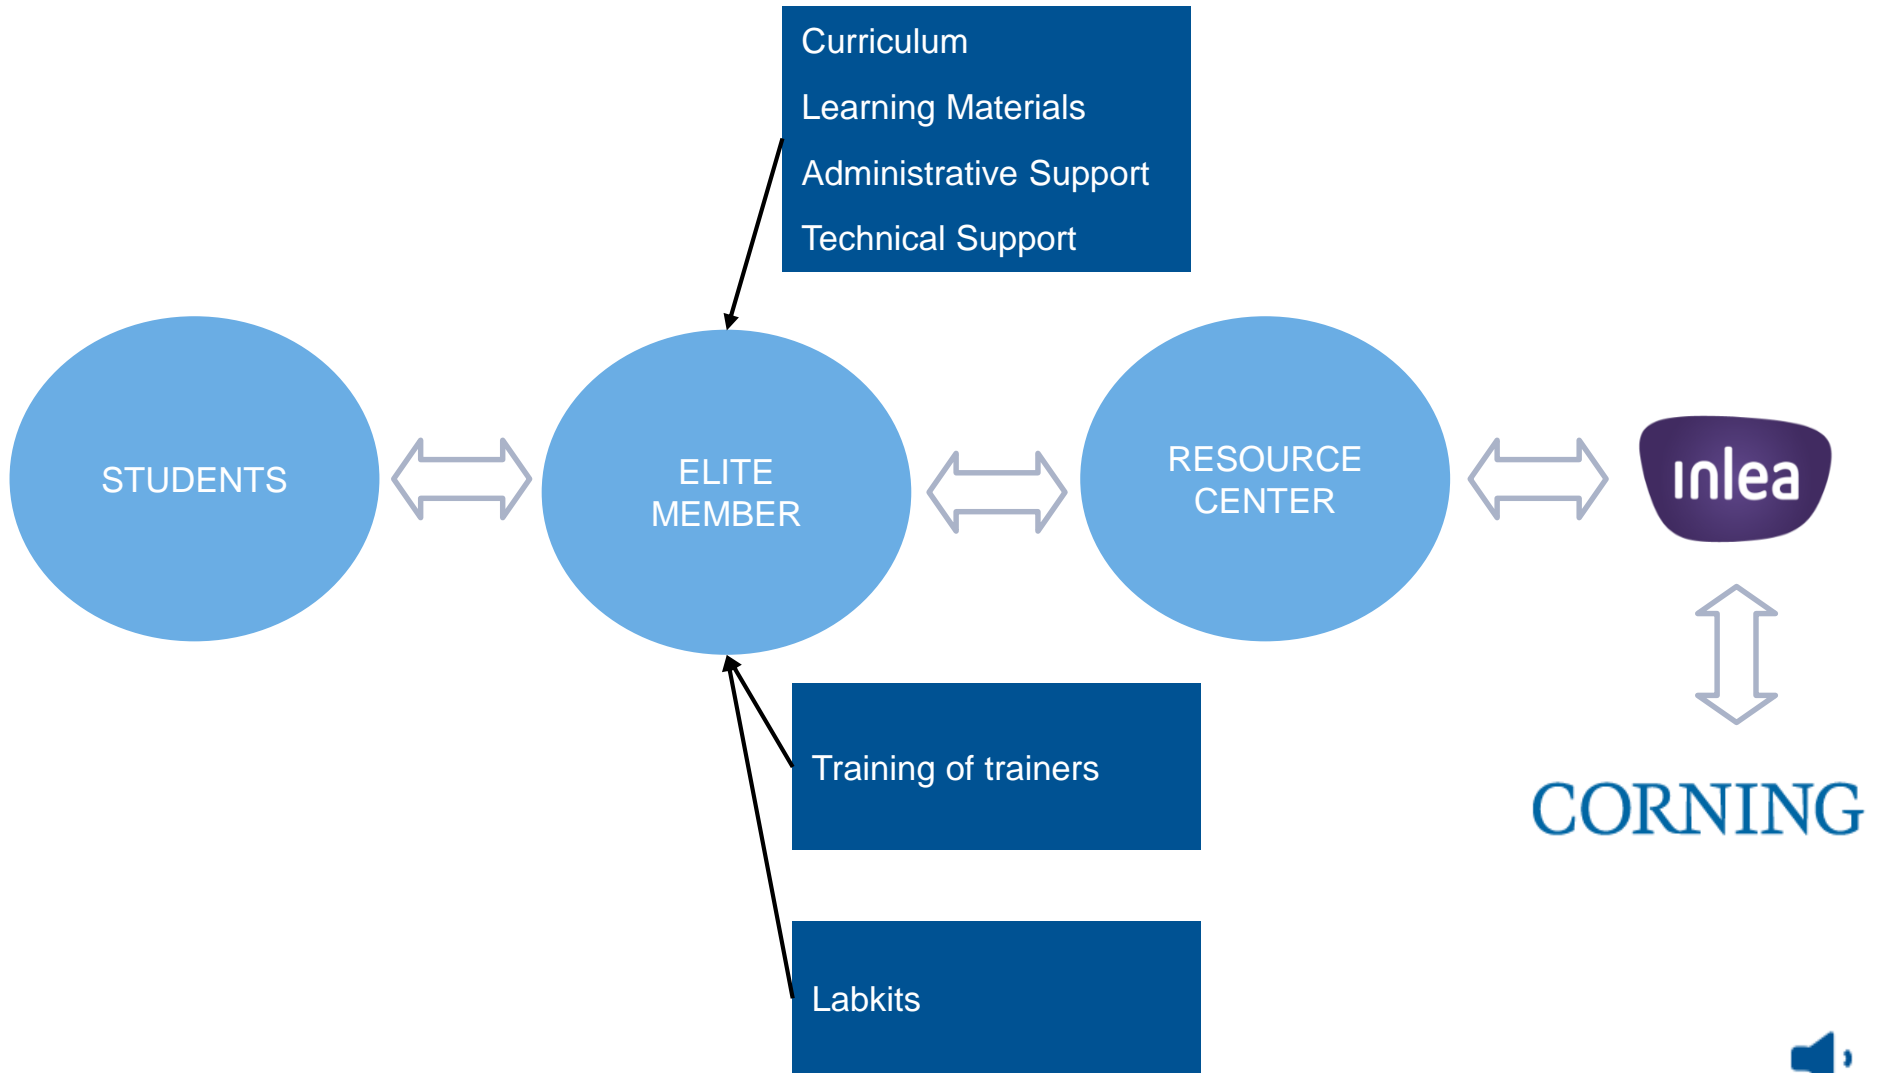 Curriculum
Learning Materials
Administrative Support
Technical Support
STUDENTS
ELITE
MEMBER
RESOURCE
CENTER
inlea
CORNING
Training of trainers
Labkits